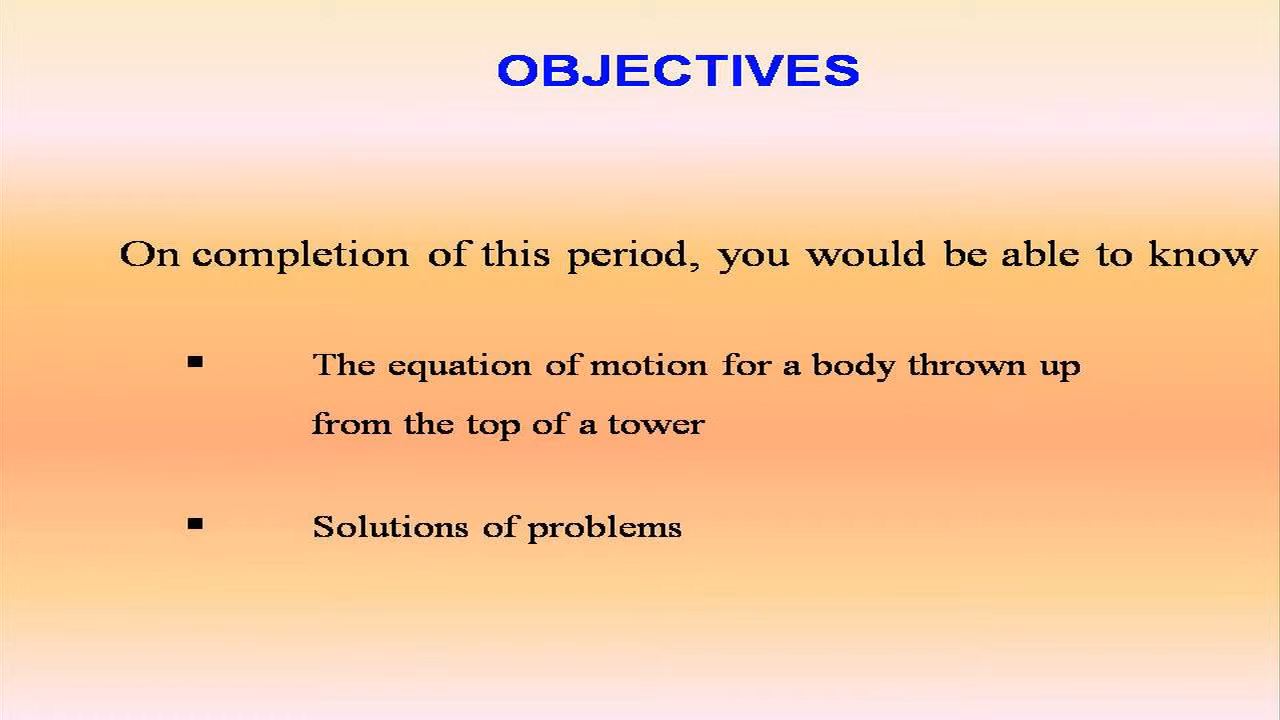 OBJECTIVES
On completion of this period, you would be able to know
▪ The equation of motion for a body thrown up
from the top of a tower
▪ Solutions of problems